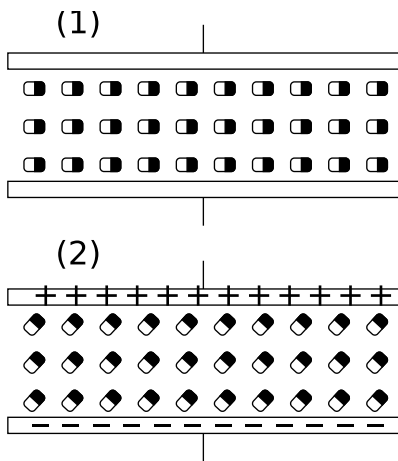 (1)
(2)
+ + + + + + + + + + + +
− − − − − − − − − − − −